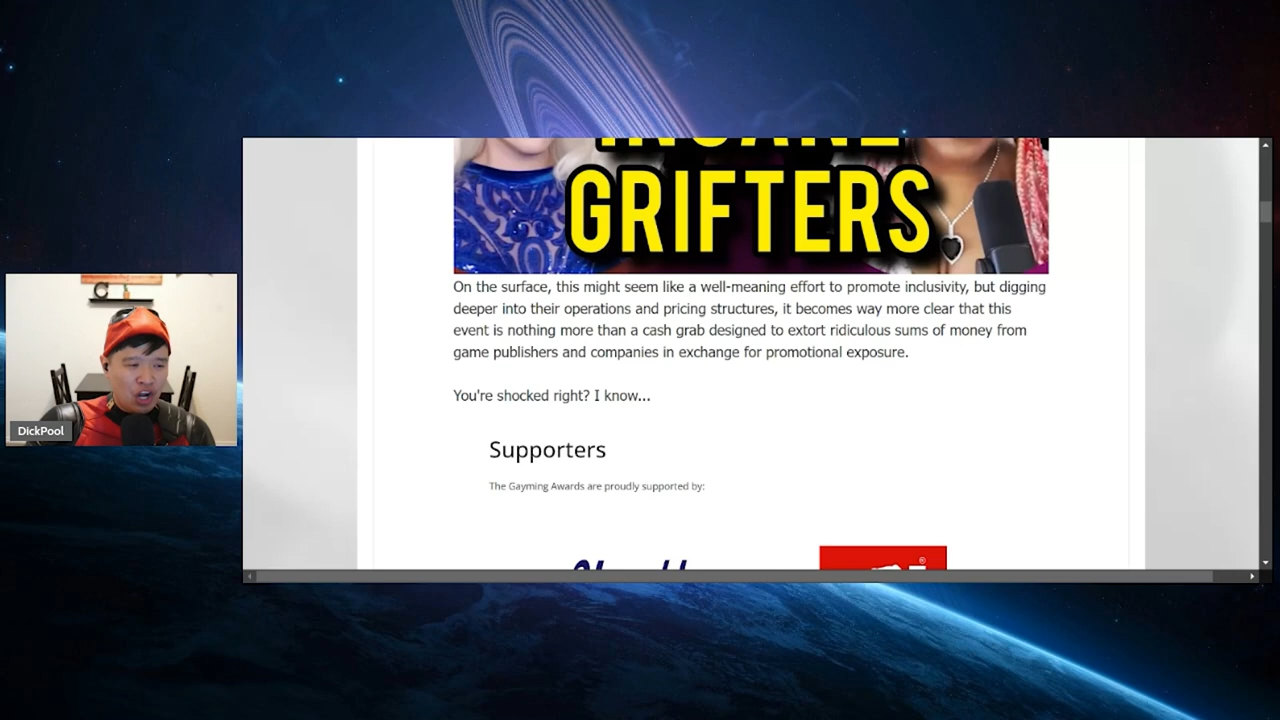 GRIFTERS
On the surface, this might seem like a well-meaning effort to promote inclusivity, but digging
deeper into their operations and pricing structures, it becomes way more clear that this
event is nothing more than a cash grab designed to extort ridiculous sums of money from
game publishers and companies in exchange for promotional exposure.
You're shocked right? I know...
DickPool
Supporters
The Gayming Awards are proudly supported by: